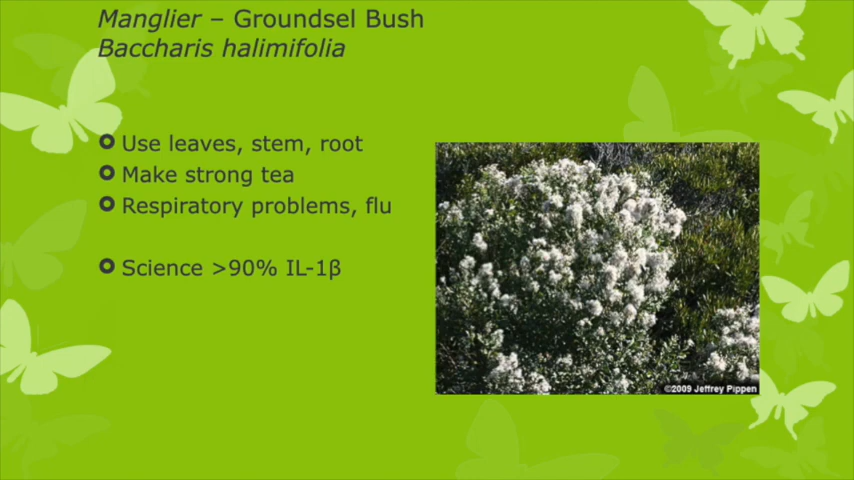 Manglier – Groundsel Bush
Baccharis halimifolia
Use leaves, stem, root
Make strong tea
Respiratory problems, flu
Science >90% IL-1β
©2009 Jeffrey Pippen